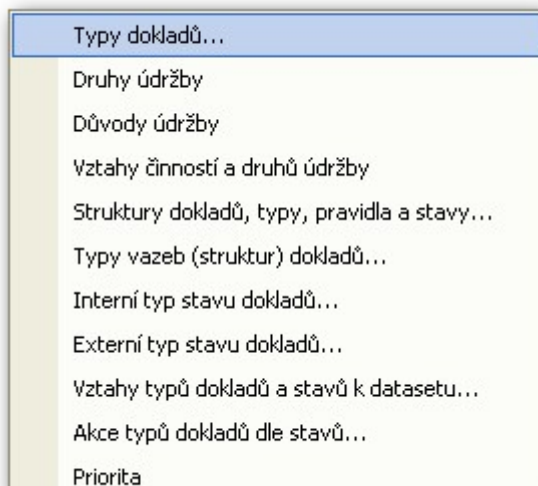 Typy dokladů...
Druhy údržby
Důvody údržby
Vztahy činností a druhů údržby
Struktury dokladů, typy, pravidla a stavy...
Typy vazeb (struktur) dokladů...
Interní typ stavu dokladů...
Externí typ stavu dokladů...
Vztahy typů dokladů a stavů k datasetu...
Akce typů dokladů dle stavů...
Priorita